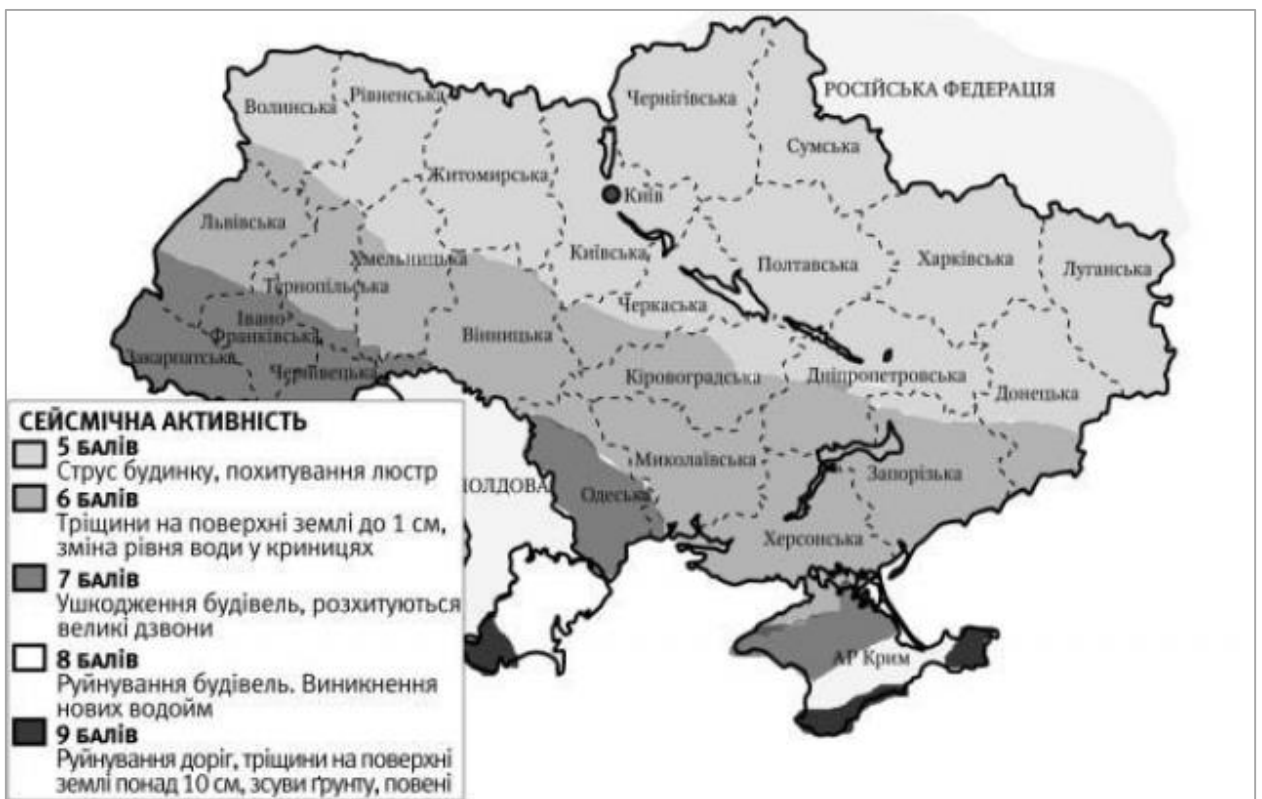 РОСІЙСЬКА ФЕДЕРАЦІЯ
Волинська
Рівненська
Чернігівська
Сумська
Житомирська
Київ
Львівська
Хмельницька
Київська
Полтавська
Харківська
Луганська
Тернопільська
Черкаська
Івано-
Франківська
Вінницька
Закарпатська
Чернівецька
Кіровоградська
Дніпропетровська
Донецька
Миколаївська
Запорізька
ОЛДОВА
Одеська
Херсонська
АР Крим
СЕЙСМІЧНА АКТИВНІСТЬ
5 БАЛІВ
Струс будинку, похитування люстр
6 БАЛІВ
Тріщини на поверхні землі до 1 см,
зміна рівня води у криницях
7 БАЛІВ
Ушкодження будівель, розхитуються
великі дзвони
8 БАЛІВ
Руйнування будівель. Виникнення
нових водойм
9 БАЛІВ
Руйнування доріг, тріщини на поверхні
землі понад 10 см, зсуви ґрунту, повені